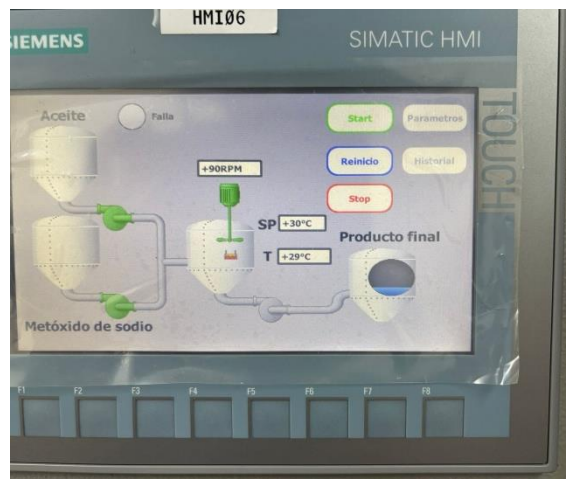 HMI06
SIEMENS
SIMATIC HMI
TOUCH
Aceite
Falla
Start
Parametros
+90RPM
Reinicio
Historial
Stop
SP +30°C
Producto final
T +29°C
Metóxido de sodio
F1 F2 F3 F4 F5 F6 F7 F8